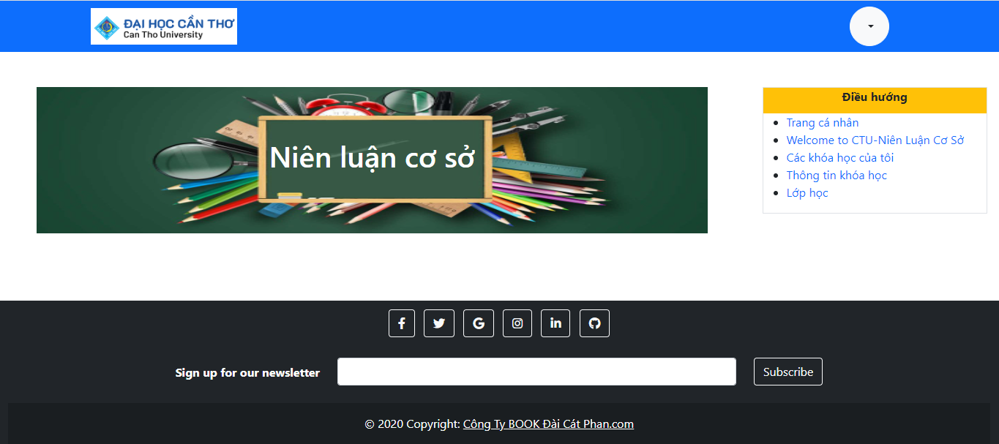 ĐẠI HỌC CẦN THƠ
Can Tho University
Niên luận cơ sở
Điều hướng
Trang cá nhân
Welcome to CTU-Niên Luận Cơ Sở
Các khóa học của tôi
Thông tin khóa học
Lớp học
Sign up for our newsletter
Subscribe
© 2020 Copyright: Công Ty BOOK Đài Cát Phan.com